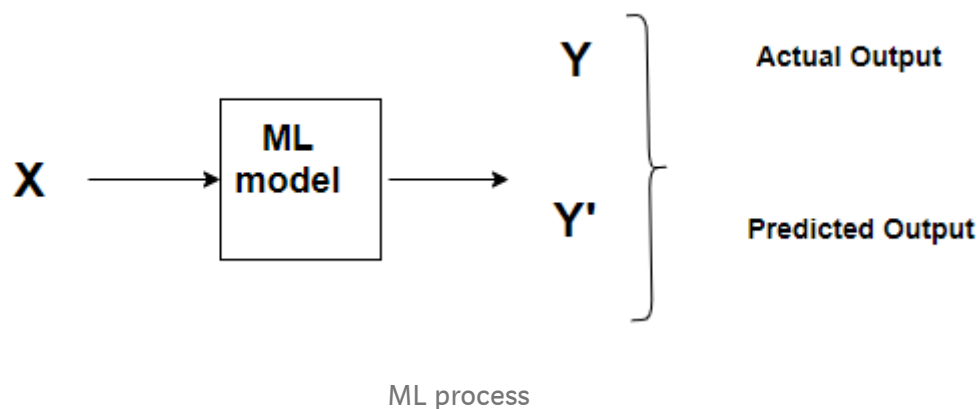 X
ML
model
Y
Actual Output
Y'
Predicted Output
ML process